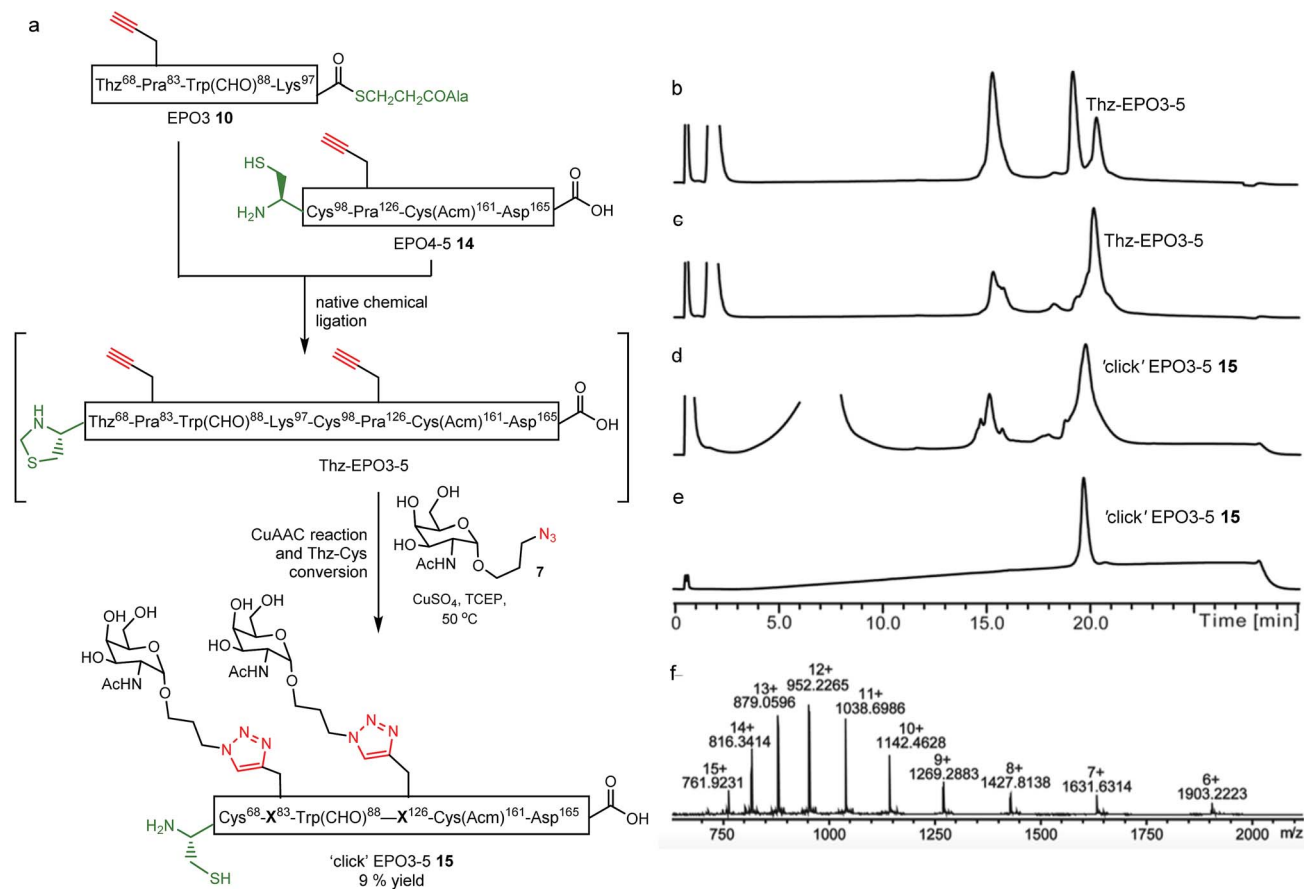 a
Thz⁶⁸-Pra⁸³-Trp(CHO)⁸⁸-Lys⁹⁷
O
SCH₂CH₂COAla
EPO3 10
HS
H₂N
Cys⁹⁸-Pra¹²⁶-Cys(Acm)¹⁶¹-Asp¹⁶⁵
O
OH
EPO4-5 14
native chemical
ligation
H
N
S
Thz⁶⁸-Pra⁸³-Trp(CHO)⁸⁸-Lys⁹⁷-Cys⁹⁸-Pra¹²⁶-Cys(Acm)¹⁶¹-Asp¹⁶⁵
O
OH
Thz-EPO3-5
CuAAC reaction
and Thz-Cys
conversion
HO
OH
O
HO
AcHN
O
N₃
7
CuSO₄, TCEP,
50 °C
OH
OH
O
HO
AcHN
O
N
N
N
OH
OH
O
HO
AcHN
O
N
N
N
Cys⁶⁸-X⁸³-Trp(CHO)⁸⁸—X¹²⁶-Cys(Acm)¹⁶¹-Asp¹⁶⁵
O
OH
H₂N
SH
'click' EPO3-5 15
9 % yield
b
Thz-EPO3-5
c
Thz-EPO3-5
d
'click' EPO3-5 15
e
'click' EPO3-5 15
0 5.0 10.0 15.0 20.0 Time [min]
f
15+
761.9231
14+
816.3414
13+
879.0596
12+
952.2265
11+
1038.6986
10+
1142.4628
9+
1269.2883
8+
1427.8138
7+
1631.6314
6+
1903.2223
750 1000 1250 1500 1750 2000 m/z